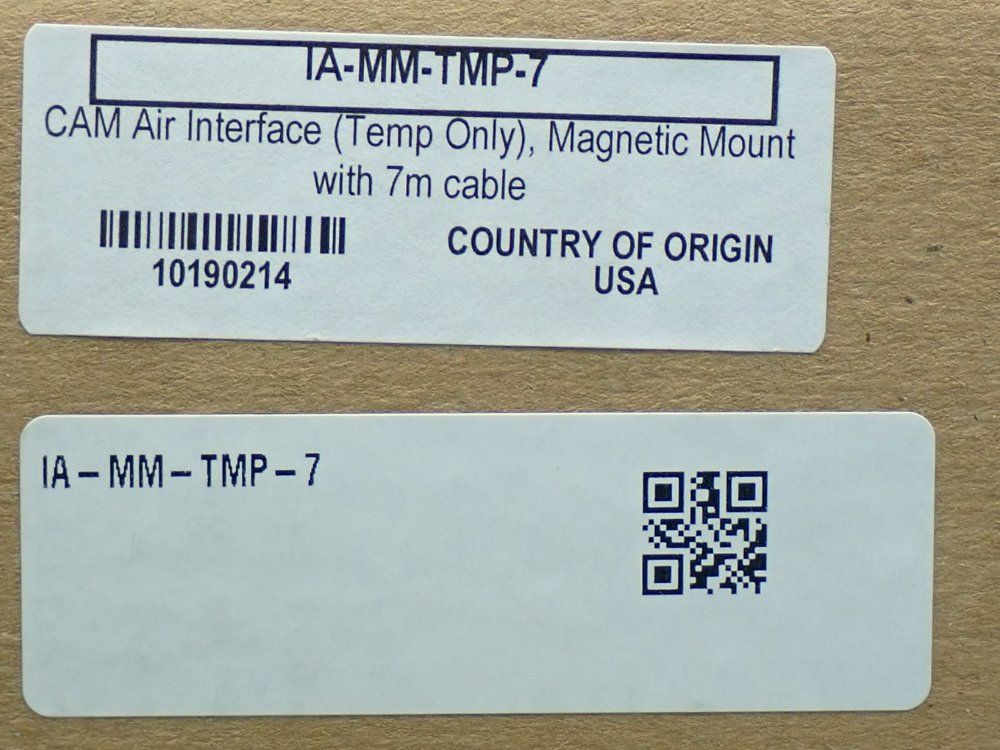 IA-MM-TMP-7
CAM Air Interface (Temp Only), Magnetic Mount
with 7m cable
10190214
COUNTRY OF ORIGIN
USA
IA-MM-TMP-7